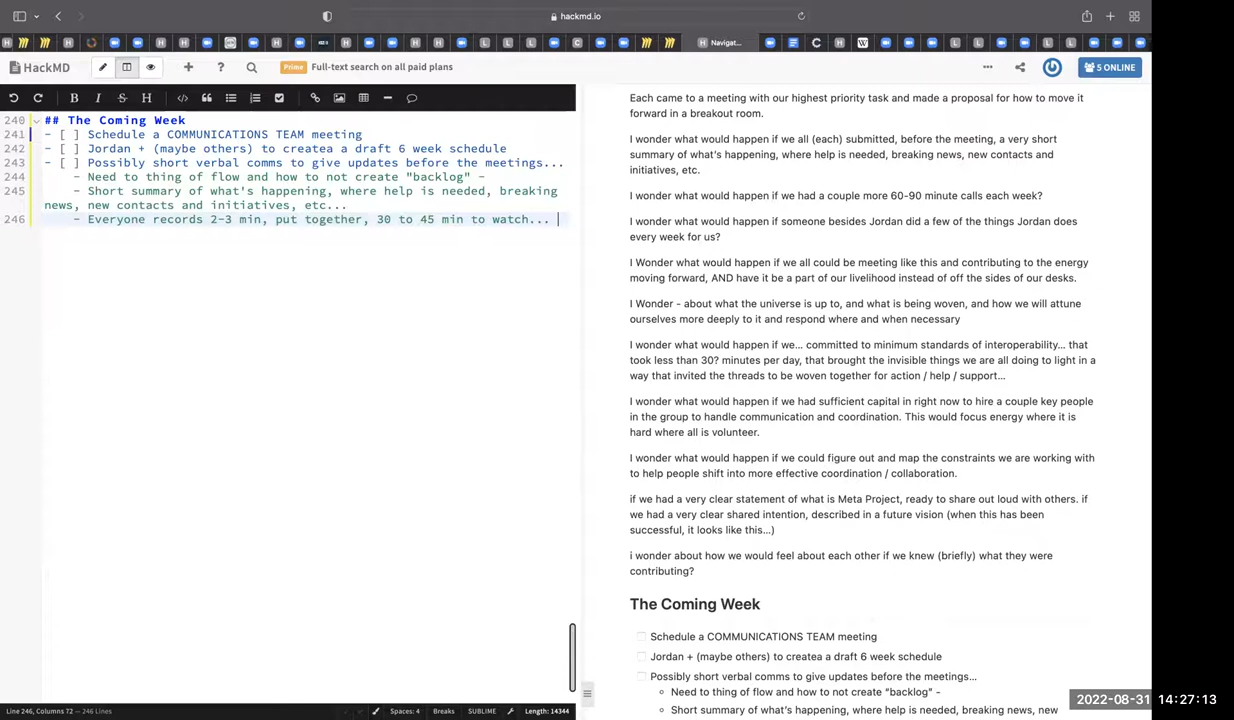 hackmd.io
Navigat...
HackMD
Prime Full-text search on all paid plans
5 ONLINE
B I S H
240 ## The Coming Week
241 - [ ] Schedule a COMMUNICATIONS TEAM meeting
242 - [ ] Jordan + (maybe others) to createa a draft 6 week schedule
243 - [ ] Possibly short verbal comms to give updates before the meetings...
244 - Need to thing of flow and how to not create "backlog" -
245 - Short summary of what's happening, where help is needed, breaking
news, new contacts and initiatives, etc...
246 - Everyone records 2-3 min, put together, 30 to 45 min to watch...
Line 246, Columns 72 — 246 Lines
Breaks
Spaces: 4
SUBLIME
Length: 14344
Each came to a meeting with our highest priority task and made a proposal for how to move it
forward in a breakout room.
I wonder what would happen if we all (each) submitted, before the meeting, a very short
summary of what's happening, where help is needed, breaking news, new contacts and
initiatives, etc.
I wonder what would happen if we had a couple more 60-90 minute calls each week?
I wonder what would happen if someone besides Jordan did a few of the things Jordan does
every week for us?
I Wonder what would happen if we all could be meeting like this and contributing to the energy
moving forward, AND have it be a part of our livelihood instead of off the sides of our desks.
I Wonder - about what the universe is up to, and what is being woven, and how we will attune
ourselves more deeply to it and respond where and when necessary
I wonder what would happen if we... committed to minimum standards of interoperability... that
took less than 30? minutes per day, that brought the invisible things we are all doing to light in a
way that invited the threads to be woven together for action / help / support...
I wonder what would happen if we had sufficient capital in right now to hire a couple key people
in the group to handle communication and coordination. This would focus energy where it is
hard where all is volunteer.
I wonder what would happen if we could figure out and map the constraints we are working with
to help people shift into more effective coordination / collaboration.
if we had a very clear statement of what is Meta Project, ready to share out loud with others. if
we had a very clear shared intention, described in a future vision (when this has been
successful, it looks like this...)
i wonder about how we would feel about each other if we knew (briefly) what they were
contributing?
The Coming Week
Schedule a COMMUNICATIONS TEAM meeting
Jordan + (maybe others) to createa a draft 6 week schedule
Possibly short verbal comms to give updates before the meetings...
Need to thing of flow and how to not create “backlog” -
Short summary of what's happening, where help is needed, breaking news, new
2022-08-31 14:27:13